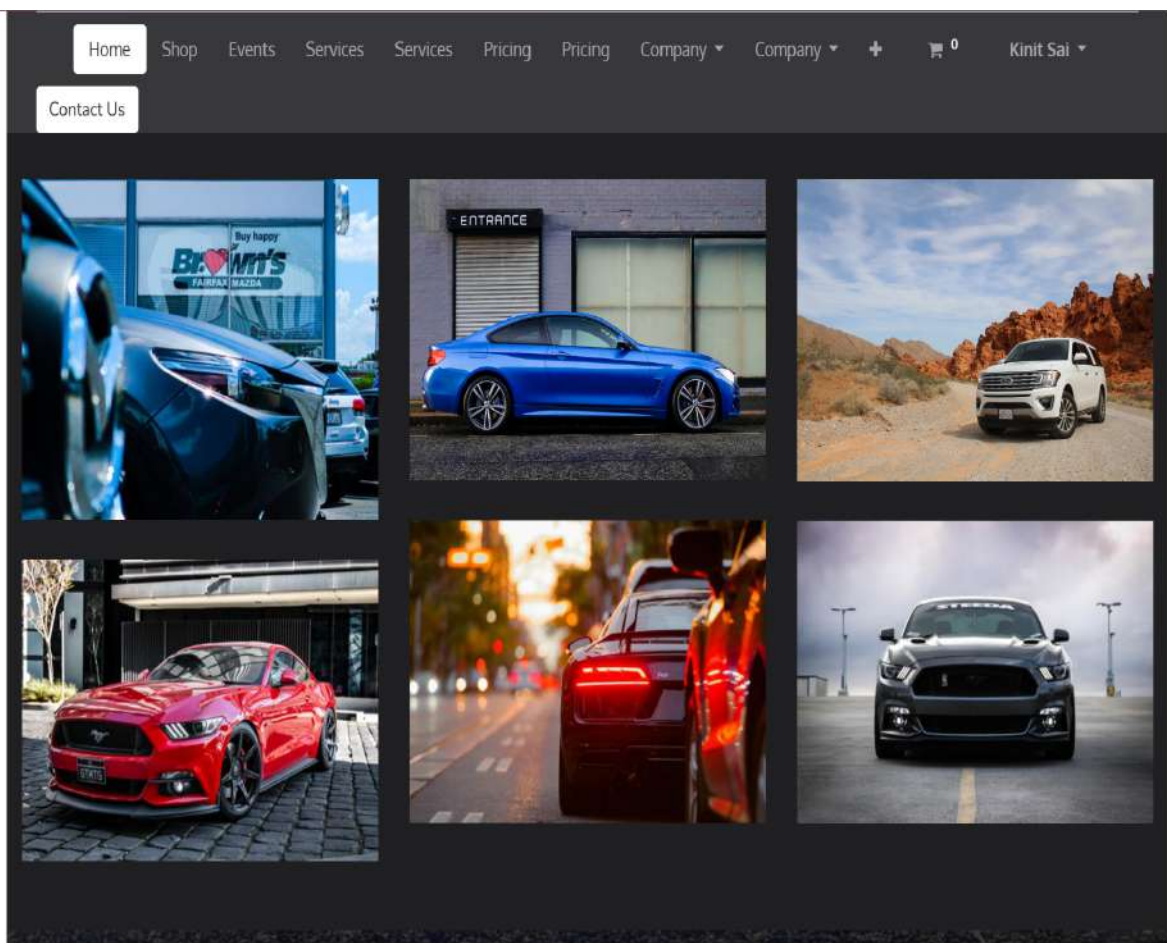 Home Shop Events Services Services Pricing Pricing Company Company 0 Kinit Sai
Contact Us
Buy happy
Brown's
FAIRFAX MAZDA
ENTRANCE
STEEDA